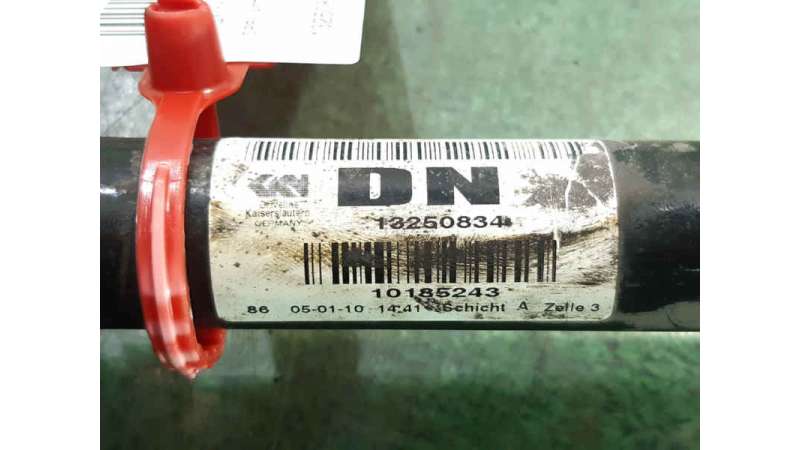 DN
Kaiserslautern
GERMANY
13250834
10185243
86 05-01-10 14:41 Schicht A Zelle 3